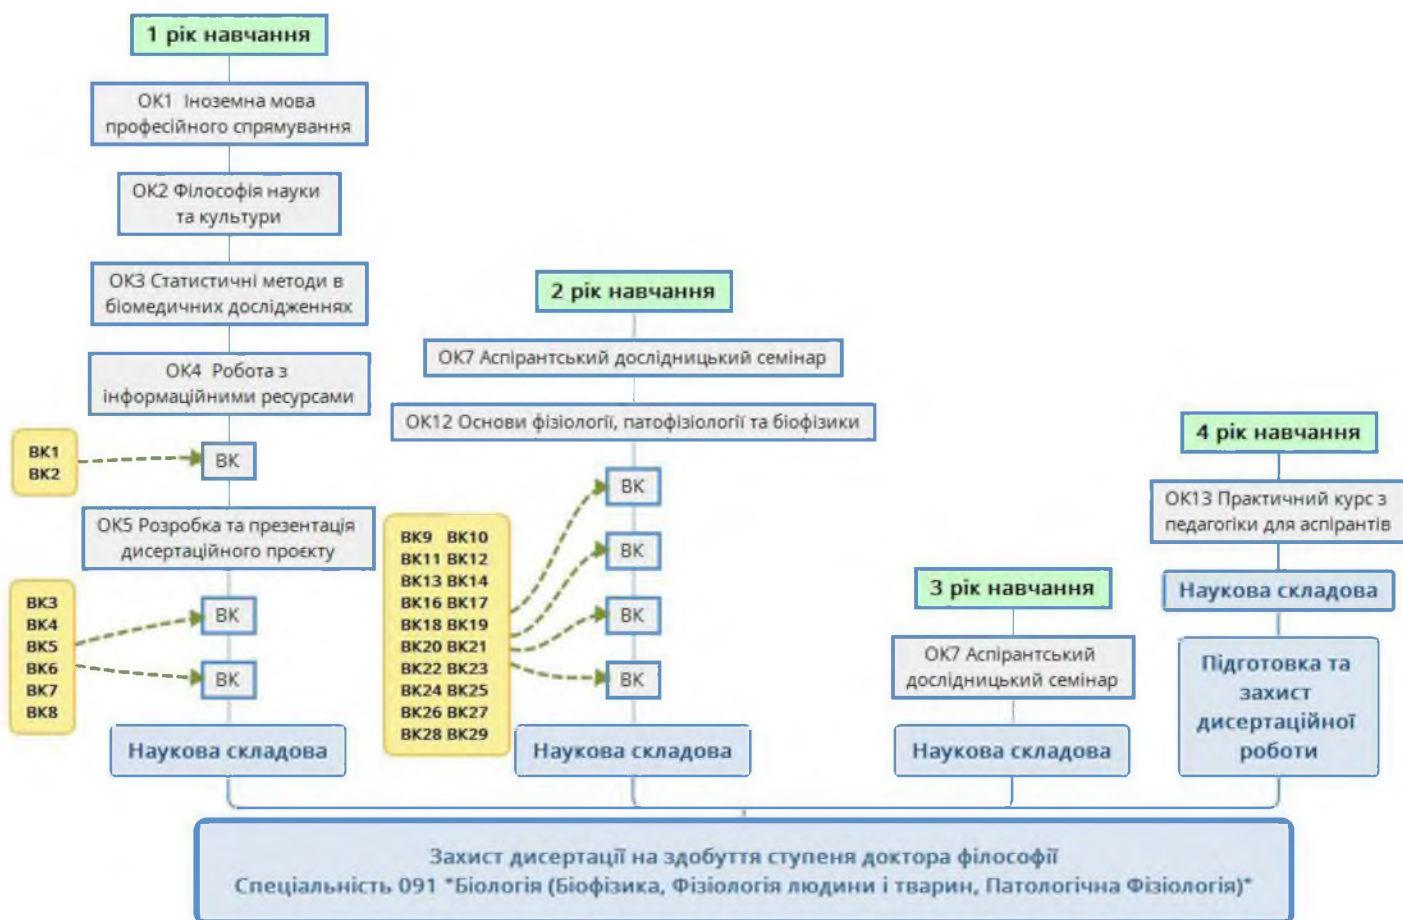 1 рік навчання
ОК1 Іноземна мова
професійного спрямування
ОК2 Філософія науки
та культури
ОК3 Статистичні методи в
біомедичних дослідженнях
ОК4 Робота з
інформаційними ресурсами
ВК1
ВК2
ВК
ОК5 Розробка та презентація
дисертаційного проєкту
ВК3
ВК4
ВК5
ВК6
ВК7
ВК8
ВК
ВК
Наукова складова
2 рік навчання
ОК7 Аспірантський дослідницький семінар
ОК12 Основи фізіології, патофізіології та біофізики
ВК9 ВК10
ВК11 ВК12
ВК13 ВК14
ВК16 ВК17
ВК18 ВК19
ВК20 ВК21
ВК22 ВК23
ВК24 ВК25
ВК26 ВК27
ВК28 ВК29
ВК
ВК
ВК
ВК
Наукова складова
3 рік навчання
ОК7 Аспірантський
дослідницький семінар
Наукова складова
4 рік навчання
ОК13 Практичний курс з
педагогіки для аспірантів
Наукова складова
Підготовка та
захист
дисертаційної
роботи
Захист дисертації на здобуття ступеня доктора філософії
Спеціальність 091 "Біологія (Біофізика, Фізіологія людини і тварин, Патологічна Фізіологія)"